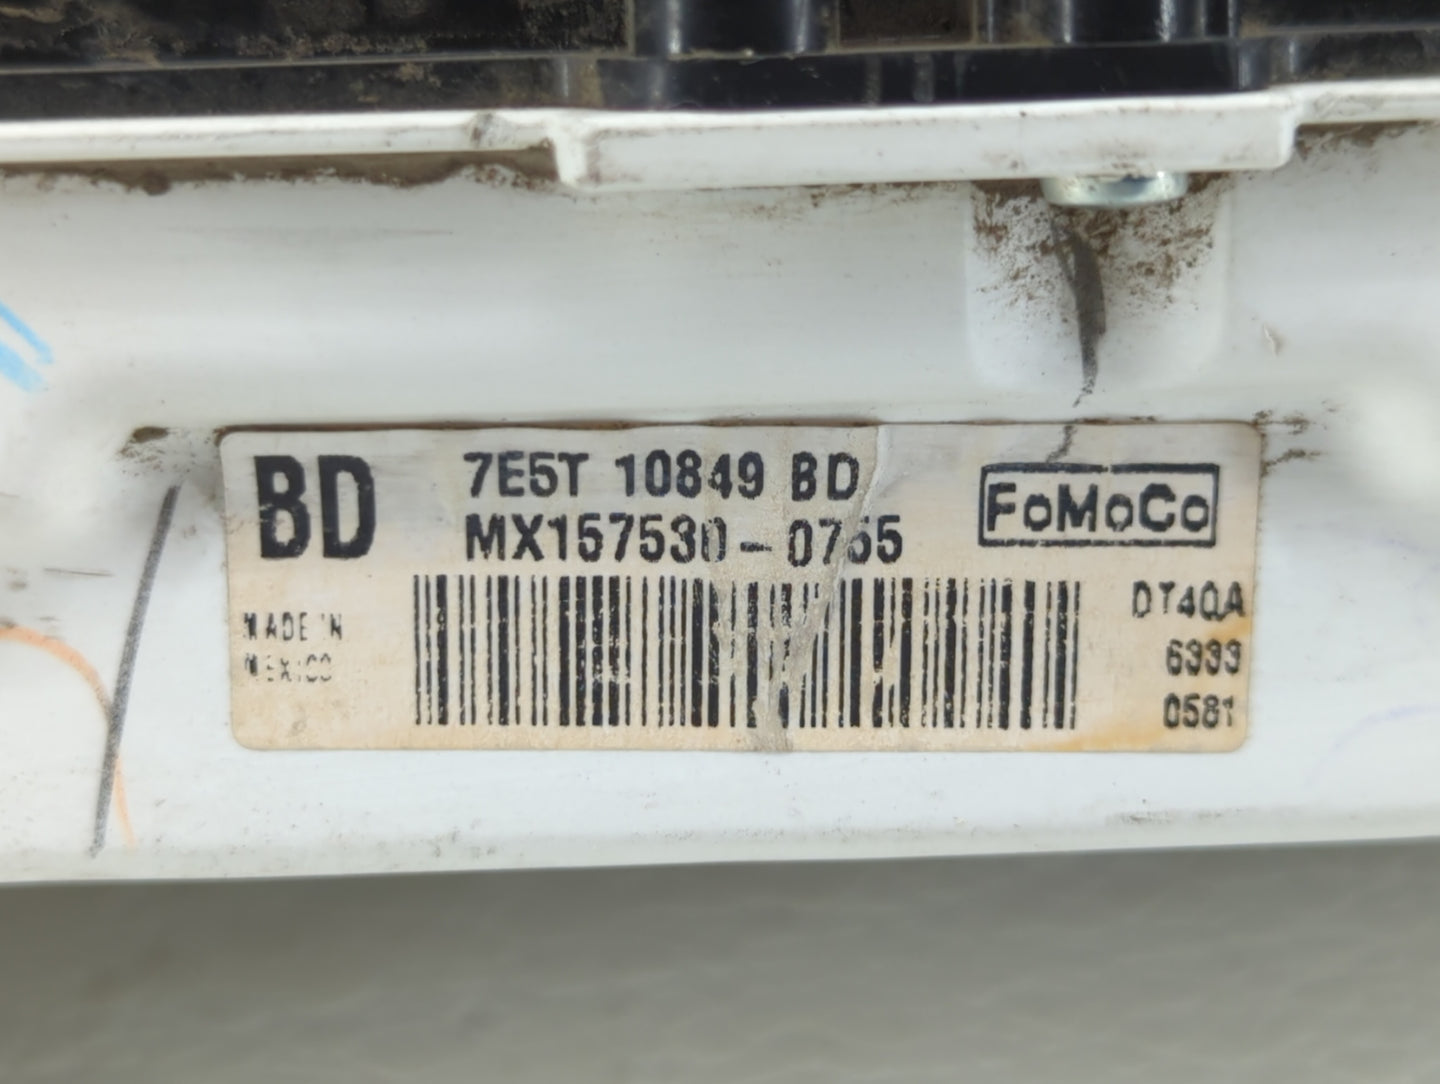 BD
7E5T 10849 BD
MX157530-0755
FoMoCo
MADE IN
MEXICO
DT4QA
6333
0581